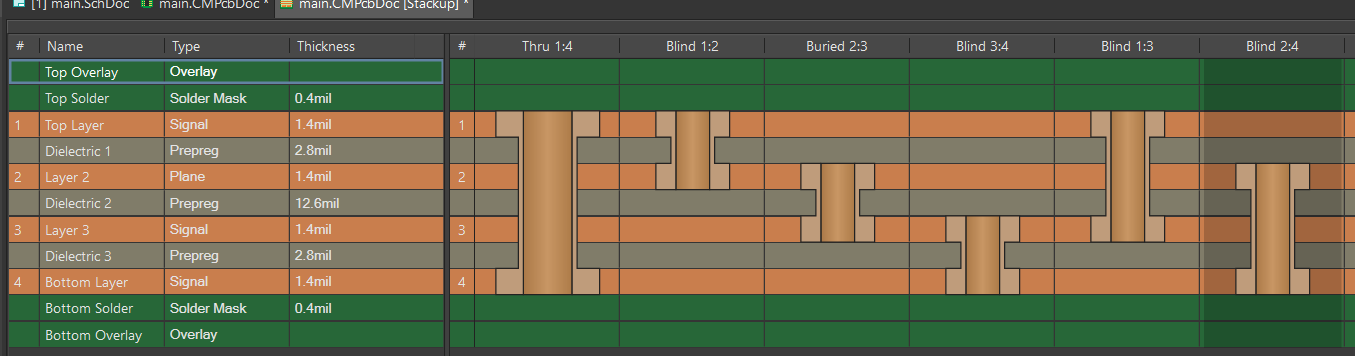 [1] main.SchDoc main.CMPcbDoc * main.CMPcbDoc [Stackup] *
# Name Type Thickness # Thru 1:4 Blind 1:2 Buried 2:3 Blind 3:4 Blind 1:3 Blind 2:4
Top Overlay Overlay
Top Solder Solder Mask 0.4mil
1 Top Layer Signal 1.4mil 1
Dielectric 1 Prepreg 2.8mil
2 Layer 2 Plane 1.4mil 2
Dielectric 2 Prepreg 12.6mil
3 Layer 3 Signal 1.4mil 3
Dielectric 3 Prepreg 2.8mil
4 Bottom Layer Signal 1.4mil 4
Bottom Solder Solder Mask 0.4mil
Bottom Overlay Overlay